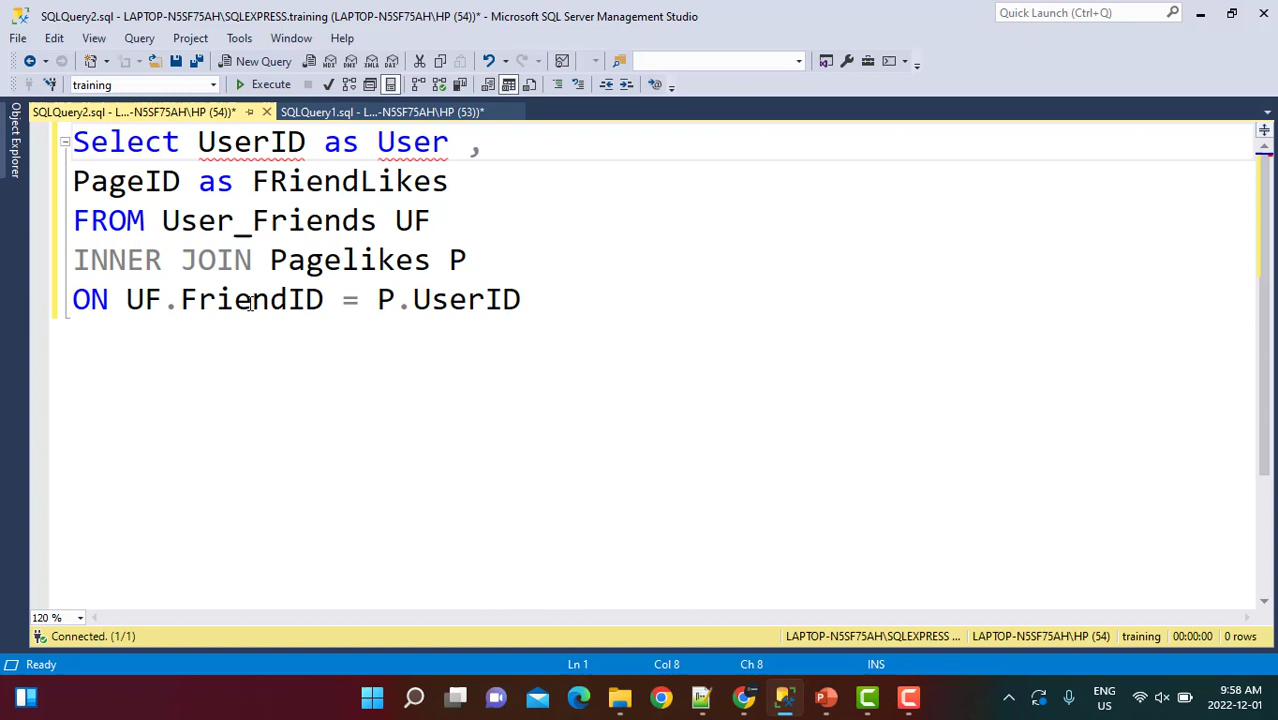 SQLQuery2.sql - LAPTOP-N5SF75AH\SQLEXPRESS.training (LAPTOP-N5SF75AH\HP (54))* - Microsoft SQL Server Management Studio
Quick Launch (Ctrl+Q)
File Edit View Query Project Tools Window Help
New Query
MDX DMX XMLA DAX
training Execute
Object Explorer
SQLQuery2.sql - L...-N5SF75AH\HP (54))* SQLQuery1.sql - L...-N5SF75AH\HP (53))*
Select UserID as User ,
PageID as FRiendLikes
FROM User_Friends UF
INNER JOIN Pagelikes P
ON UF.FriendID = P.UserID
120 %
Connected. (1/1) LAPTOP-N5SF75AH\SQLEXPRESS ... LAPTOP-N5SF75AH\HP (54) training 00:00:00 0 rows
Ready Ln 1 Col 8 Ch 8 INS
ENG
US
9:58 AM
2022-12-01